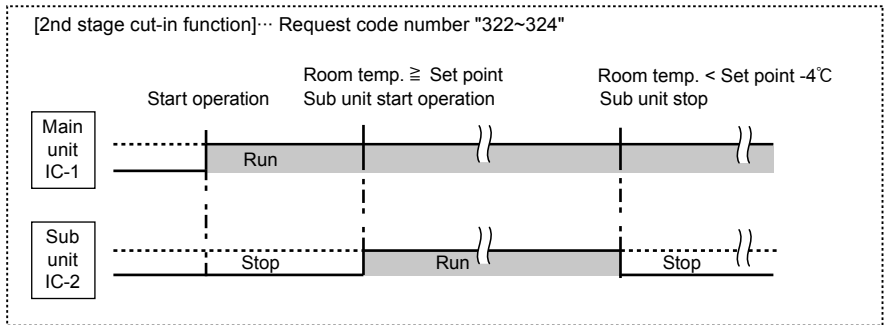 [2nd stage cut-in function]··· Request code number "322~324"
Room temp. ≧ Set point
Room temp. < Set point -4℃
Start operation
Sub unit start operation
Sub unit stop
Main
unit
IC-1
Run
Sub
unit
IC-2
Stop
Run
Stop